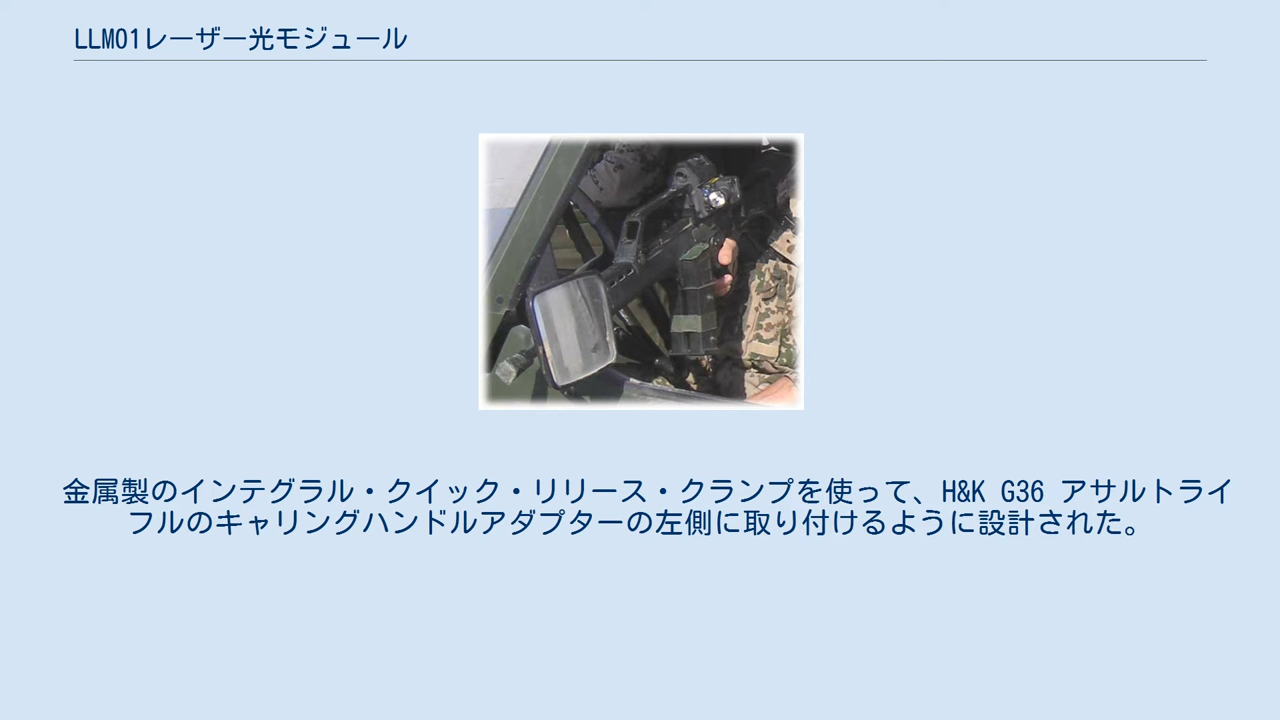 LLM01レーザー光モジュール
金属製のインテグラル・クイック・リリース・クランプを使って、H&K G36 アサルトライ
フルのキャリングハンドルアダプターの左側に取り付けるように設計された。